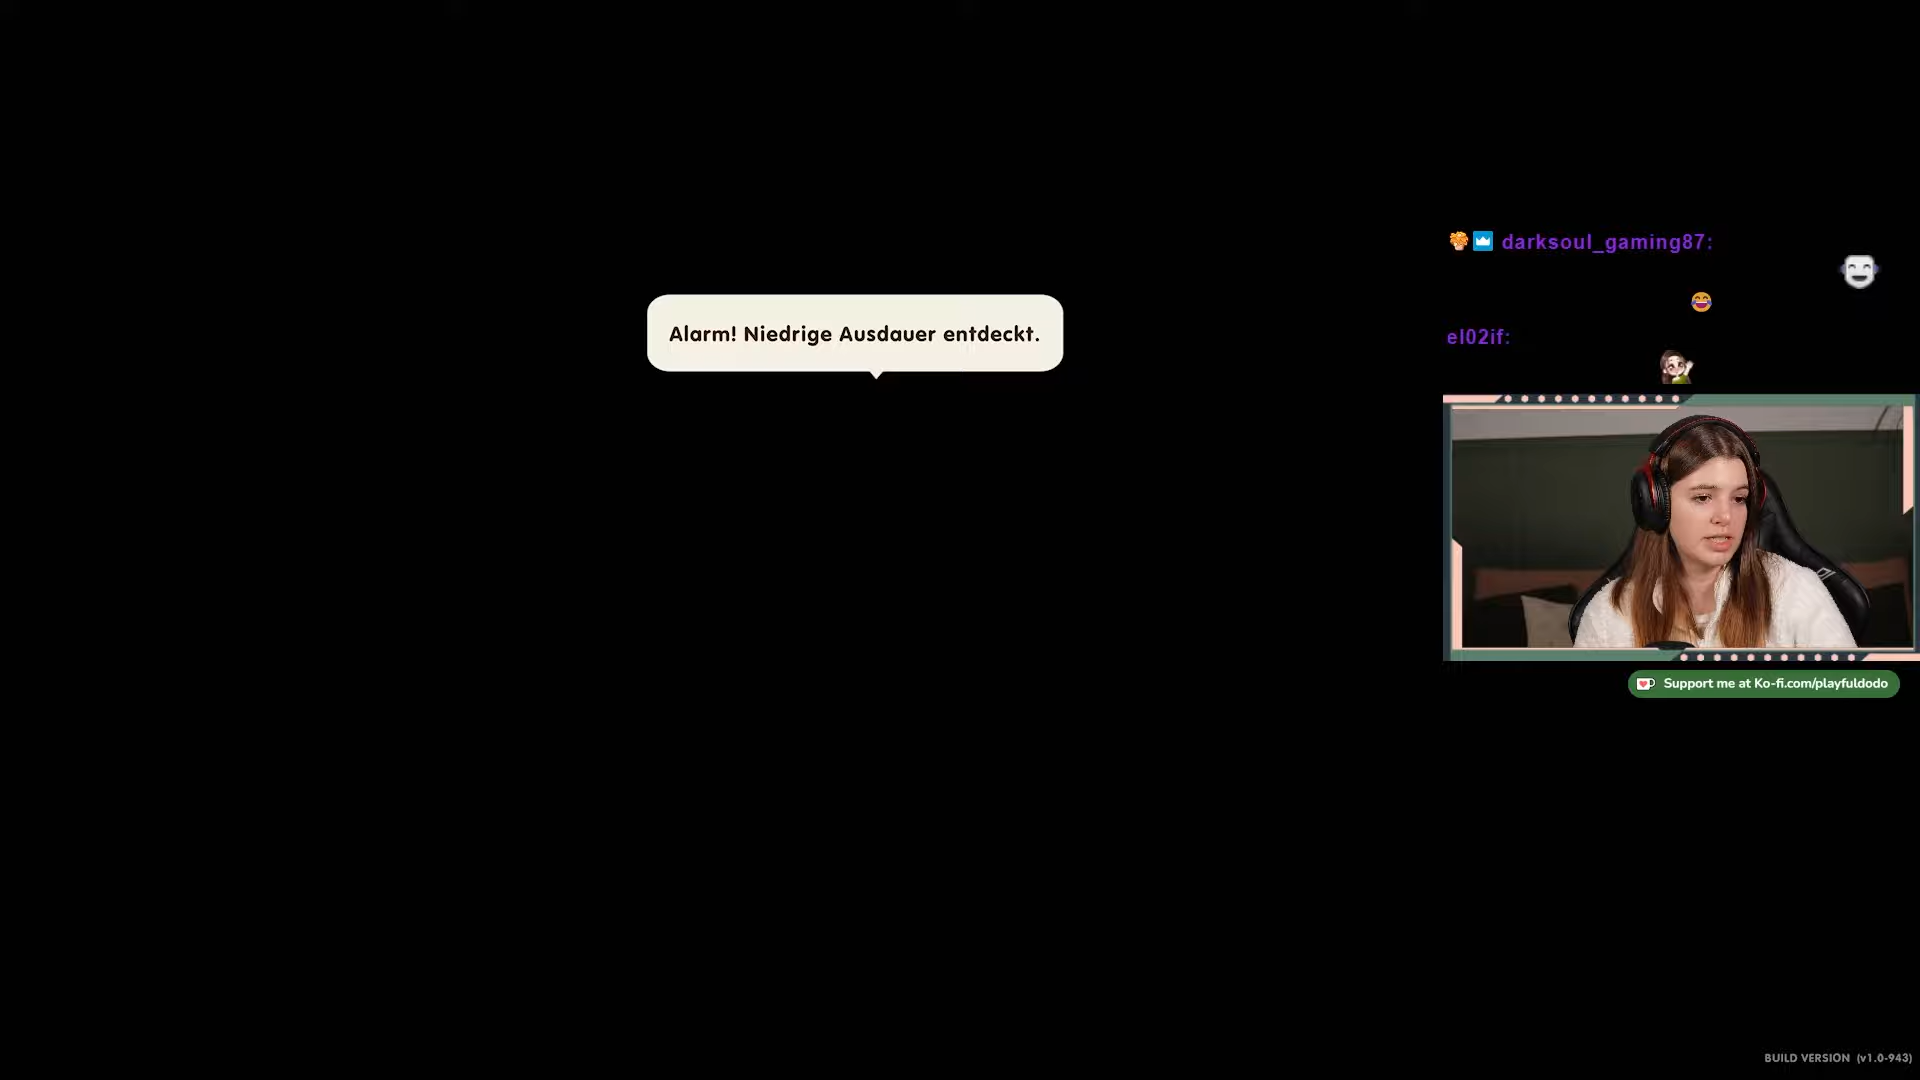 darksoul_gaming87:
Alarm! Niedrige Ausdauer entdeckt.
el02if:
Support me at Ko-fi.com/playfuldodo
BUILD VERSION (v1.0-943)